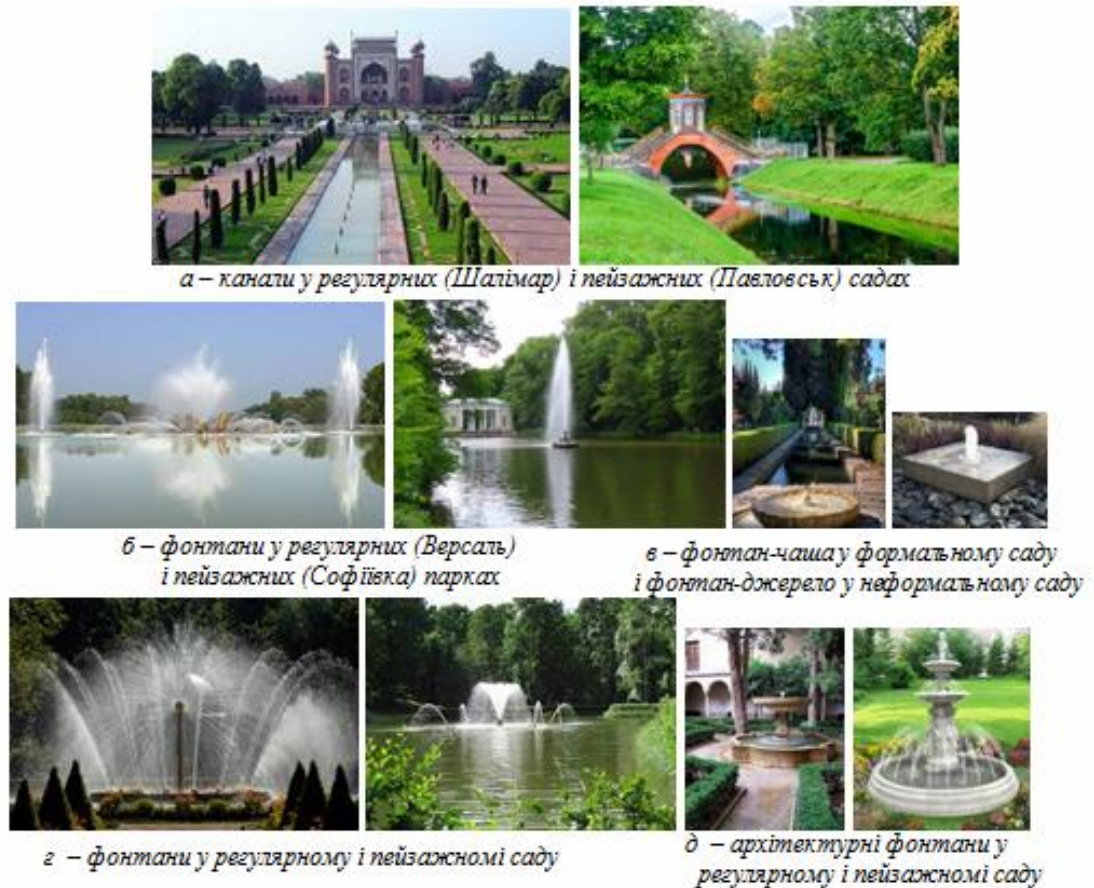 а – канали у регулярних (Шалімар) і пейзажних (Павловськ) садах
б – фонтани у регулярних (Версаль)
і пейзажних (Софіївка) парках
в – фонтан-чаша у формальному саду
і фонтан-джерело у неформальному саду
г – фонтани у регулярному і пейзажномі саду
д – архітектурні фонтани у
регулярному і пейзажномі саду